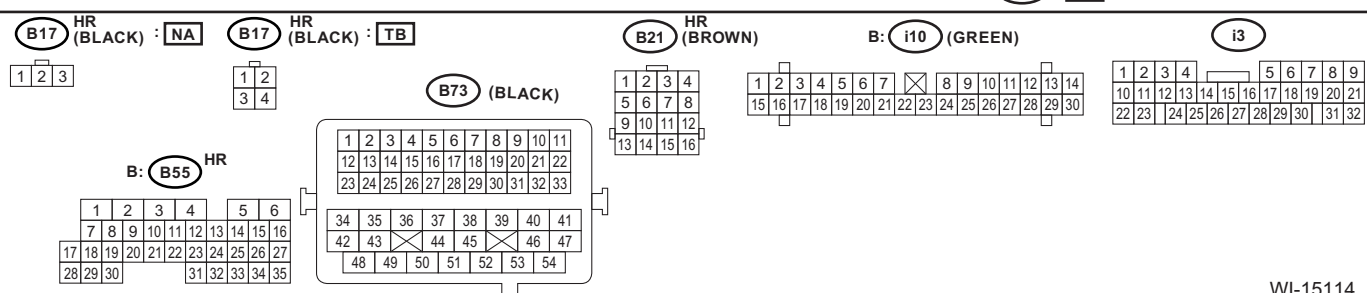 B17 HR (BLACK) : NA
1 2 3
B17 HR (BLACK) : TB
1 2
3 4
B73 (BLACK)
1 2 3 4 5 6 7 8 9 10 11
12 13 14 15 16 17 18 19 20 21 22
23 24 25 26 27 28 29 30 31 32 33
34 35 36 37 38 39 40 41
42 43 44 45 46 47
48 49 50 51 52 53 54
B: B55 HR
1 2 3 4 5 6
7 8 9 10 11 12 13 14 15 16
17 18 19 20 21 22 23 24 25 26 27
28 29 30 31 32 33 34 35
B21 HR (BROWN)
1 2 3 4
5 6 7 8
9 10 11 12
13 14 15 16
B: i10 (GREEN)
1 2 3 4 5 6 7 8 9 10 11 12 13 14
15 16 17 18 19 20 21 22 23 24 25 26 27 28 29 30
i3
1 2 3 4 5 6 7 8 9
10 11 12 13 14 15 16 17 18 19 20 21
22 23 24 25 26 27 28 29 30 31 32
WI-15114